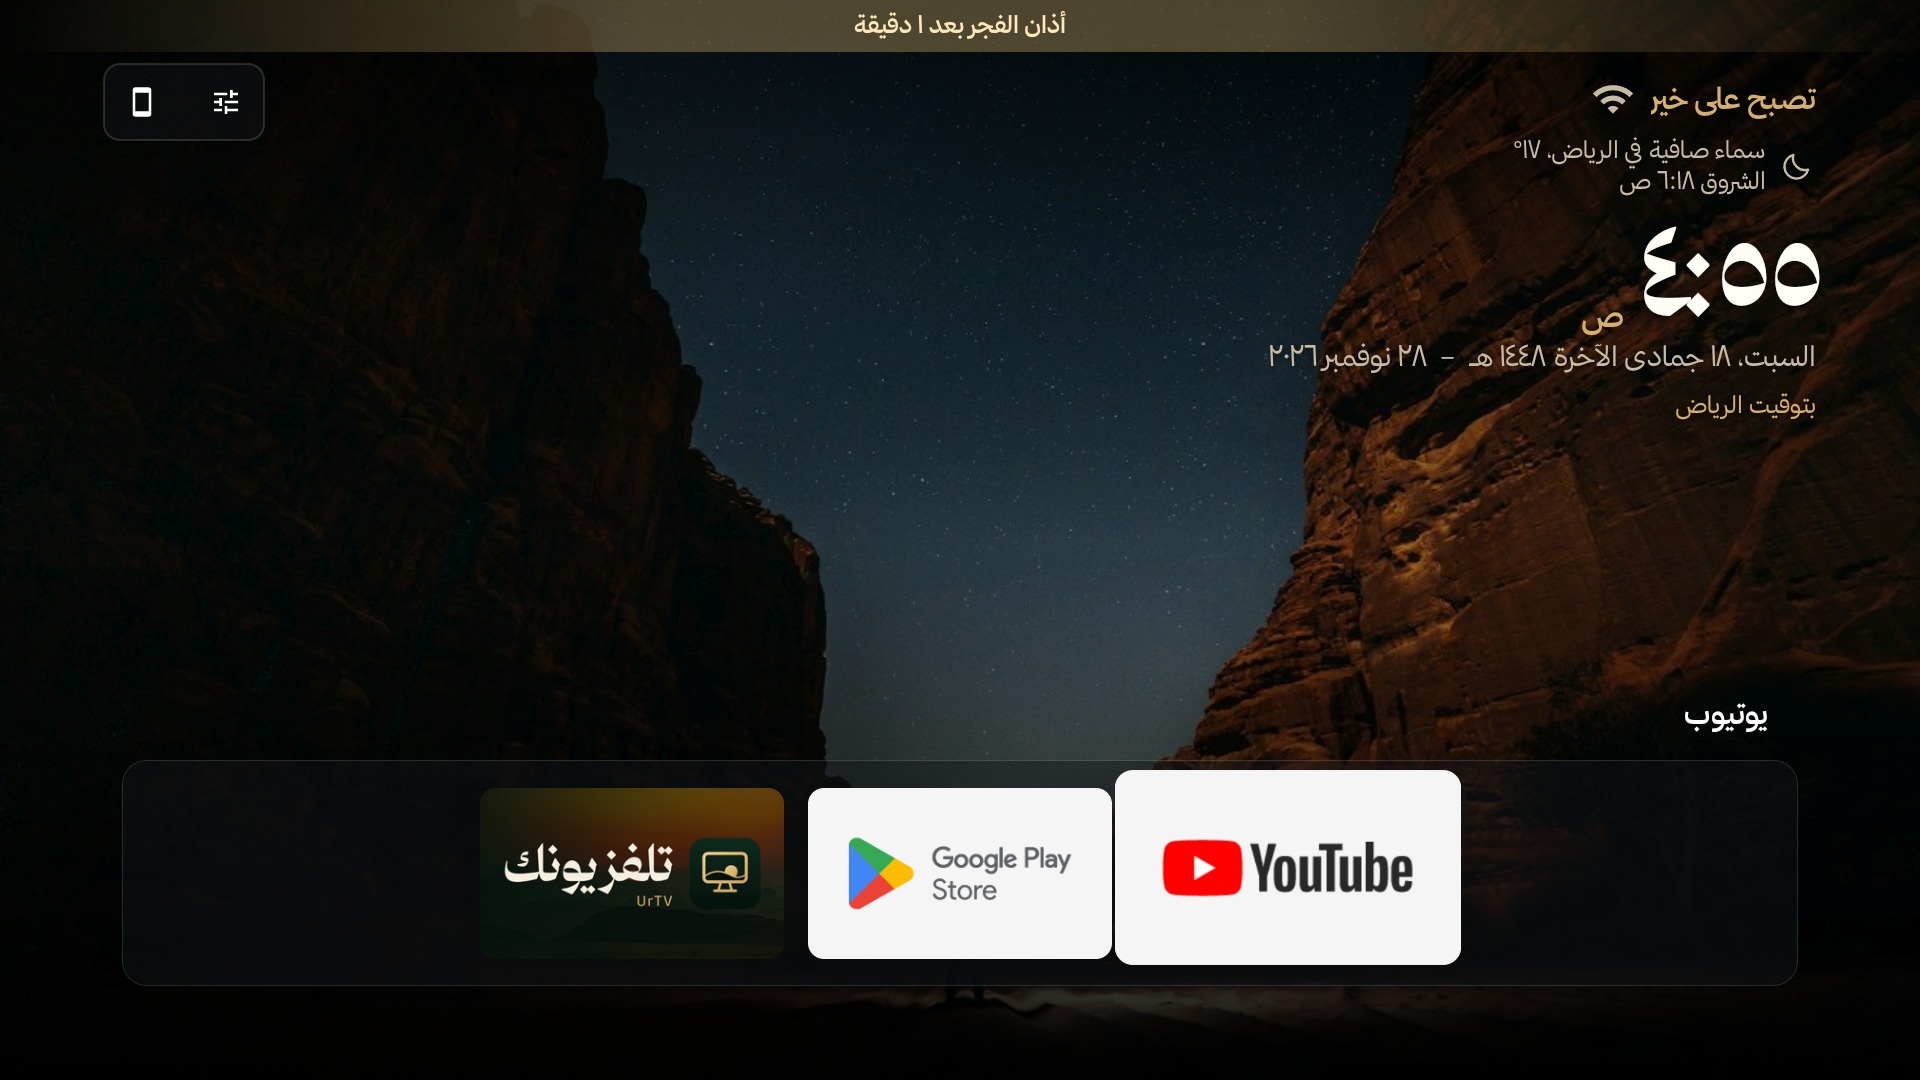 أذان الفجر بعد ١ دقيقة
تصبح على خير
سماء صافية في الرياض، ١٧°
الشروق ٦:١٨ ص
٤:٥٥ ص
السبت، ١٨ جمادى الآخرة ١٤٤٨ هـ – ٢٨ نوفمبر ٢٠٢٦
بتوقيت الرياض
يوتيوب
YouTube
Google Play
Store
تلفزيونك
UrTV